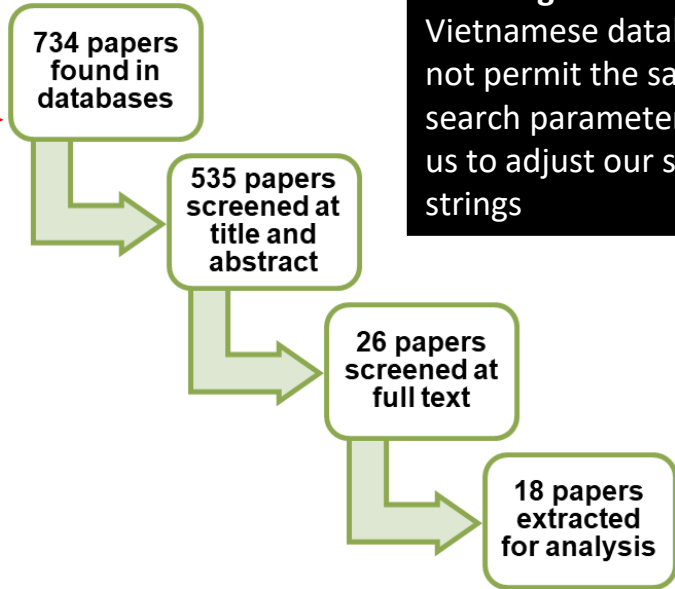 734 papers
found in
databases
Vietnamese
not permit the
search
us to adjust our
strings
535 papers
screened at
title and
abstract
26 papers
screened at
full text
18 papers
extracted
for analysis